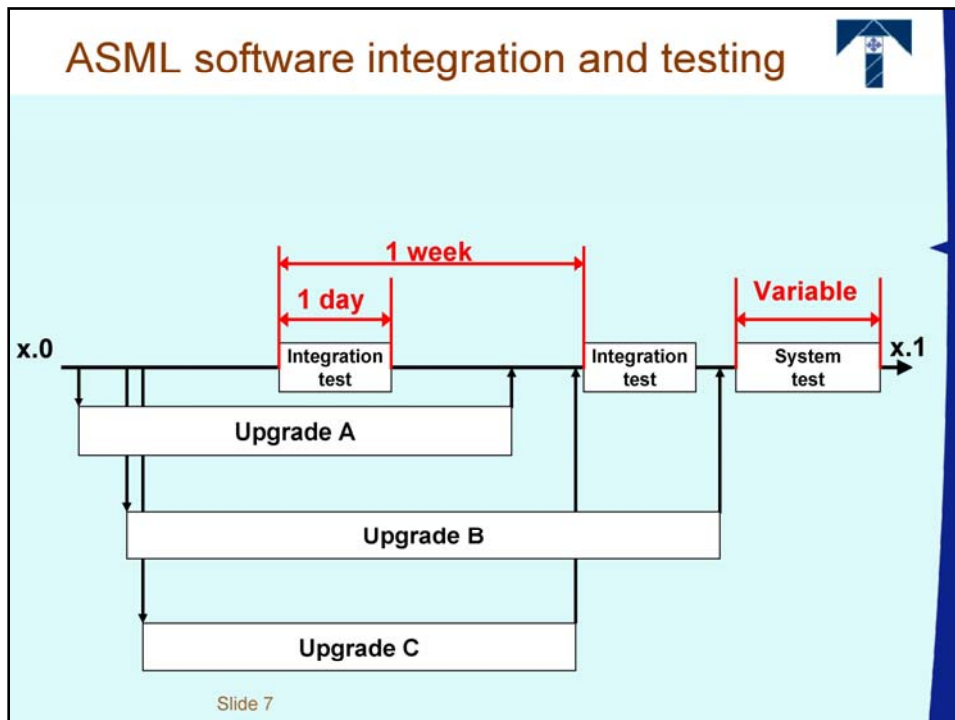 ASML software integration and testing
1 week
1 day
Variable
x.0
Integration
test
Integration
test
System
test
x.1
Upgrade A
Upgrade B
Upgrade C
Slide 7